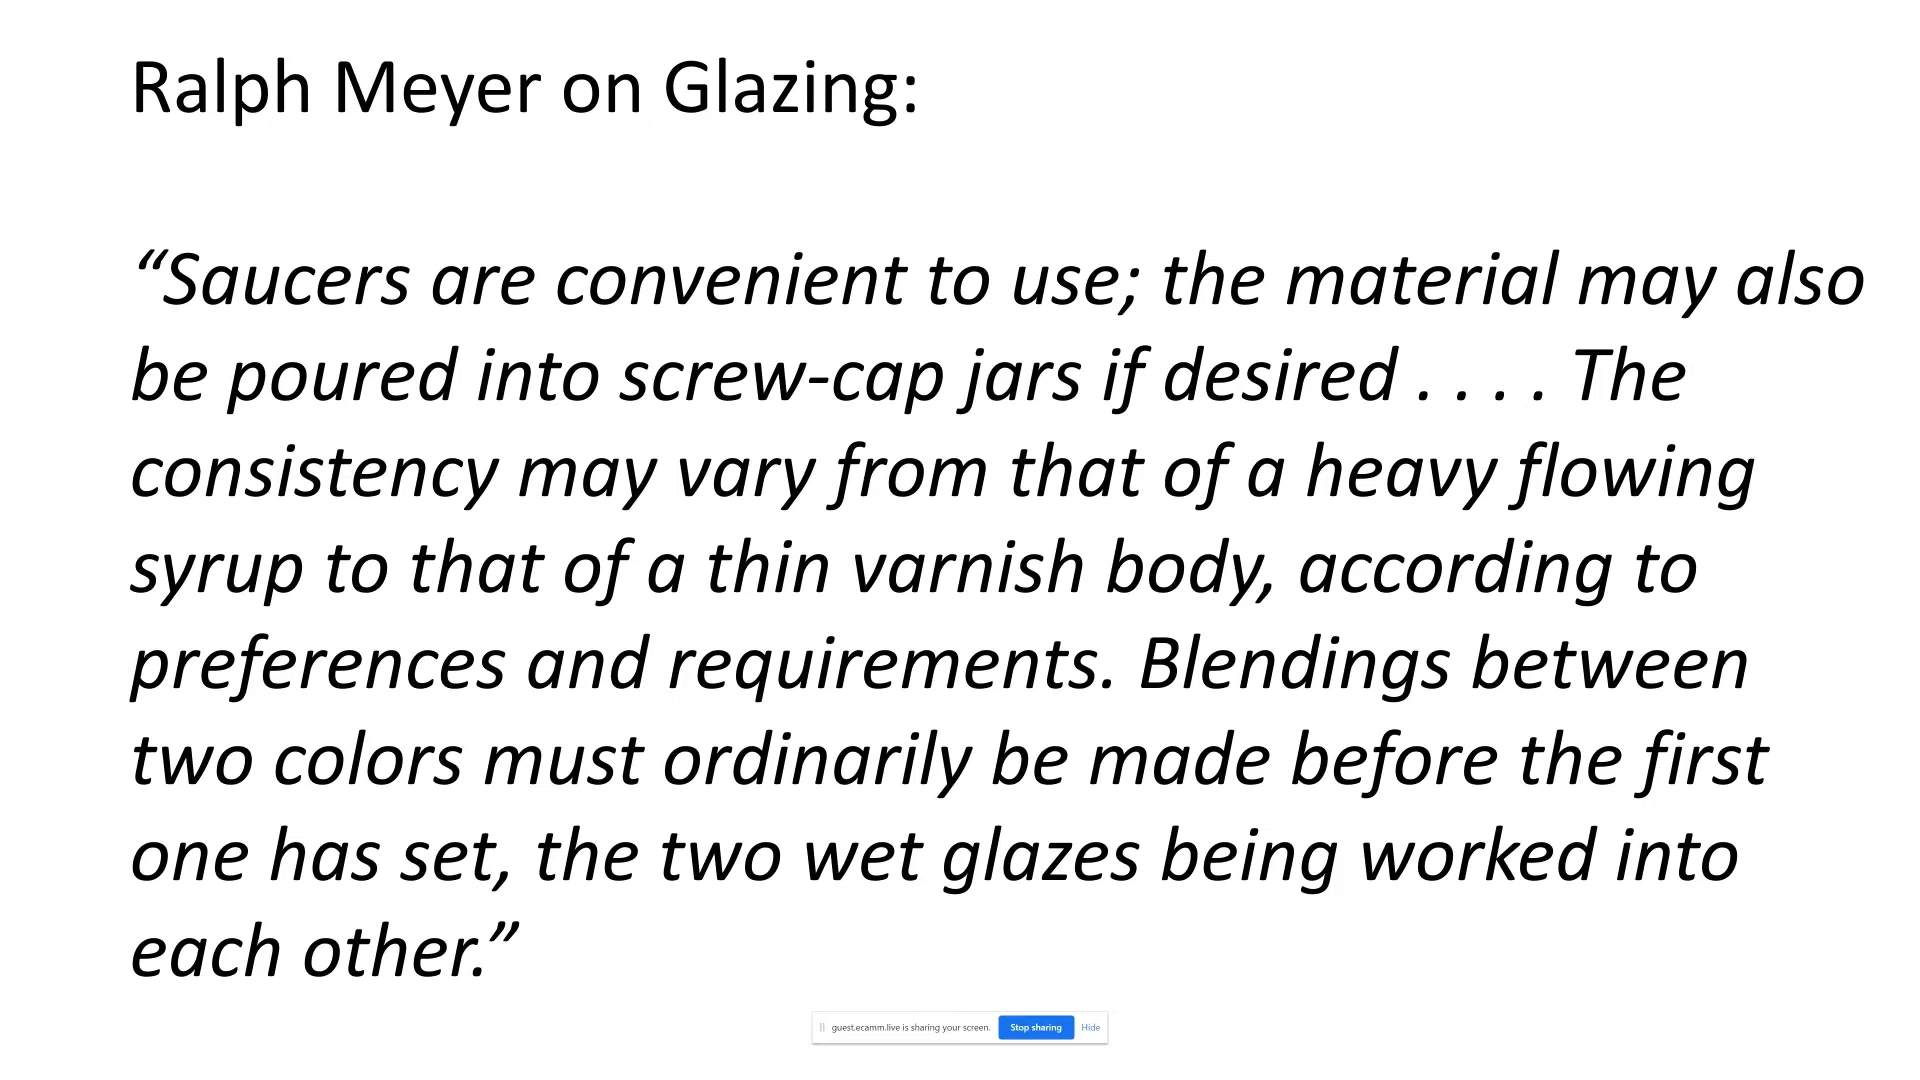 Ralph Meyer on Glazing:
“Saucers are convenient to use; the material may also
be poured into screw-cap jars if desired . . . . The
consistency may vary from that of a heavy flowing
syrup to that of a thin varnish body, according to
preferences and requirements. Blendings between
two colors must ordinarily be made before the first
one has set, the two wet glazes being worked into
each other.”
guest.ecamm.live is sharing your screen. Stop sharing Hide